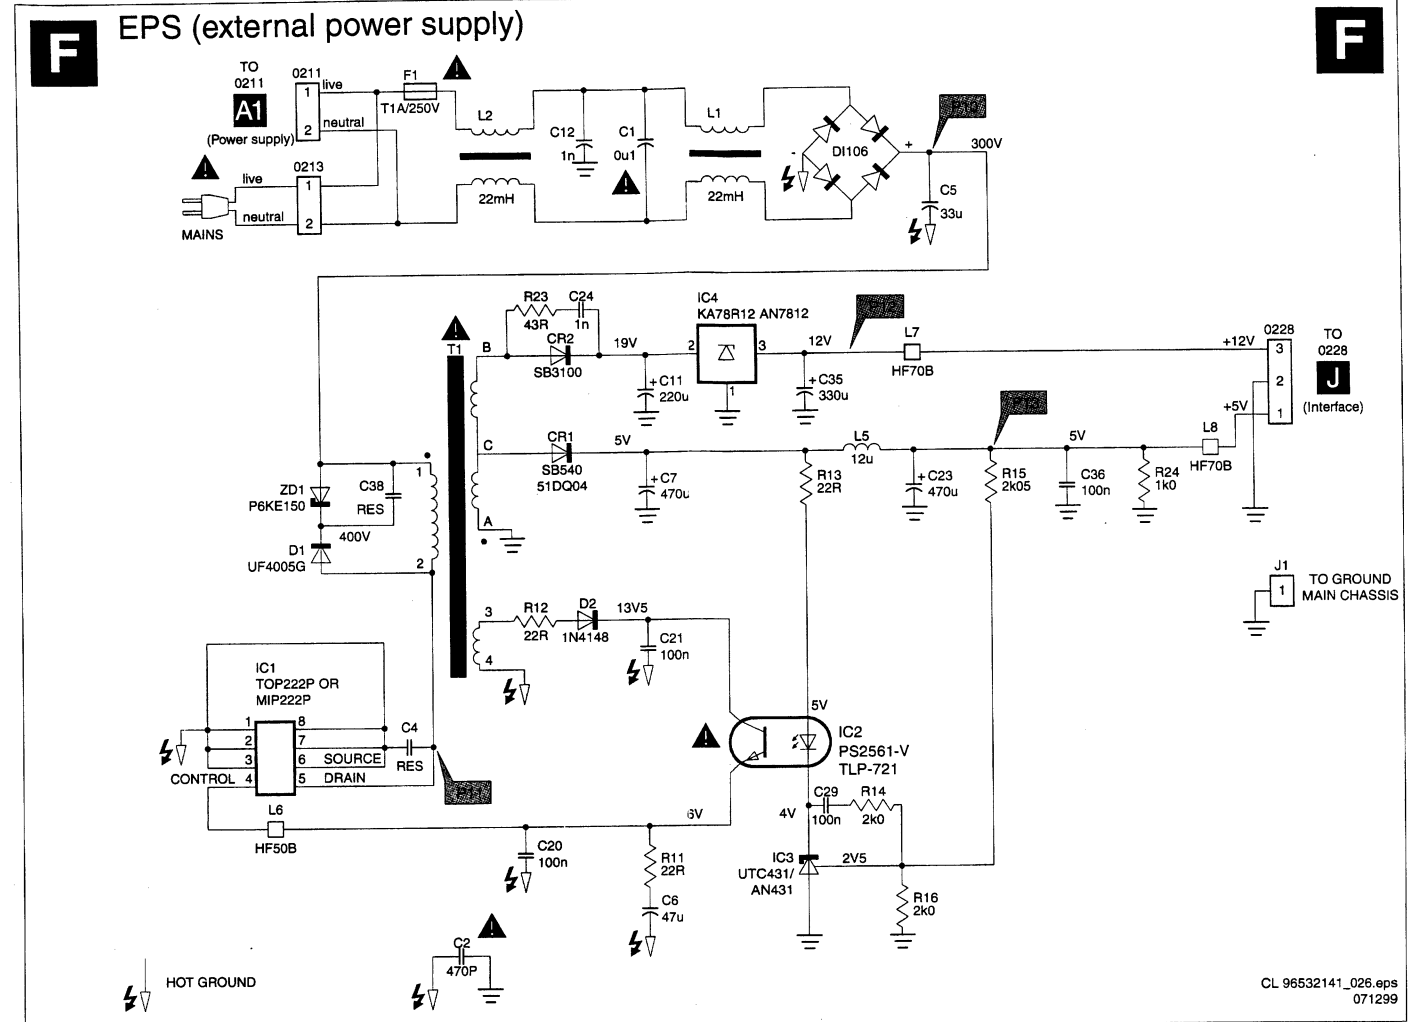 F
EPS (external power supply)
F
TO
0211
A1
(Power supply)
0211
1
live
2
neutral
F1
T1A/250V
L2
22mH
C12
1n
C1
0u1
L1
22mH
DI106
-
+
P10
300V
C5
33u
0213
live
1
neutral
2
MAINS
R23
43R
C24
1n
CR2
SB3100
T1
B
19V
C11
220u
+
IC4
KA78R12 AN7812
2
3
1
12V
P12
C35
330u
+
L7
HF70B
+12V
0228
3
2
1
TO
0228
J
(Interface)
C
CR1
SB540
51DQ04
5V
C7
470u
+
R13
22R
L5
12u
C23
470u
+
P13
R15
2k05
5V
C36
100n
R24
1k0
L8
HF70B
+5V
A
1
2
ZD1
P6KE150
C38
RES
400V
D1
UF4005G
J1
1
TO GROUND
MAIN CHASSIS
3
4
R12
22R
D2
1N4148
13V5
C21
100n
IC1
TOP222P OR
MIP222P
1
2
3
CONTROL 4
8
7
6 SOURCE
5 DRAIN
C4
RES
P11
L6
HF50B
5V
IC2
PS2561-V
TLP-721
6V
C20
100n
R11
22R
C6
47u
4V
C29
100n
R14
2k0
IC3
UTC431/
AN431
2V5
R16
2k0
C2
470P
HOT GROUND
CL 96532141_026.eps
071299